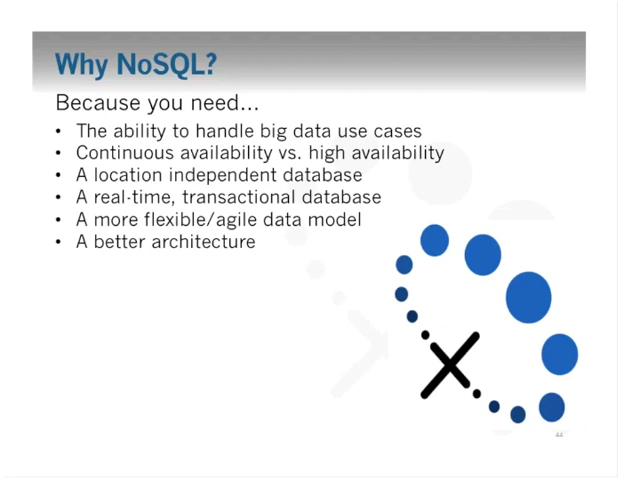 Why NoSQL?
Because you need...
• The ability to handle big data use cases
• Continuous availability vs. high availability
• A location independent database
• A real-time, transactional database
• A more flexible/agile data model
• A better architecture
44